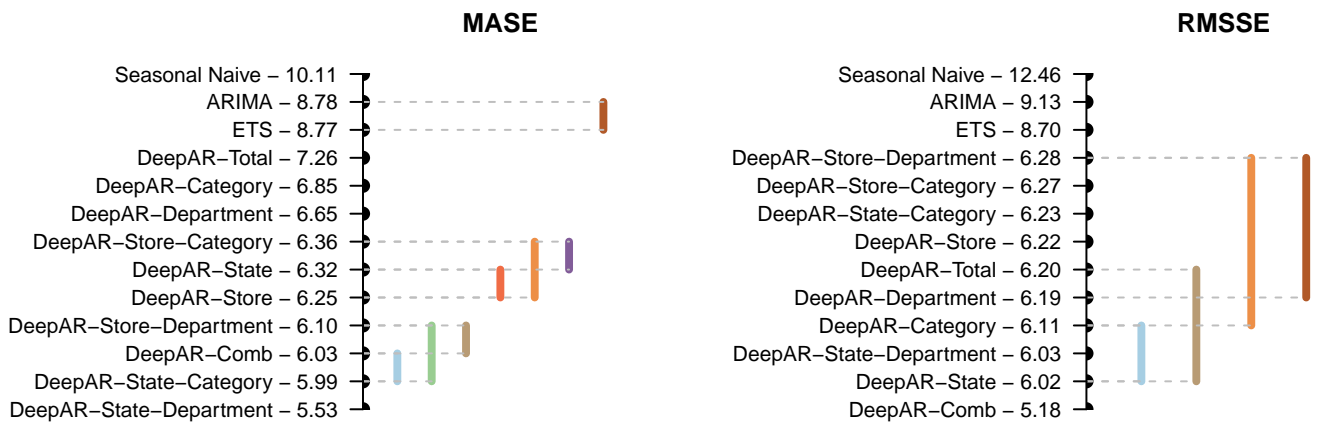 MASE
Seasonal Naive − 10.11
ARIMA − 8.78
ETS − 8.77
DeepAR−Total − 7.26
DeepAR−Category − 6.85
DeepAR−Department − 6.65
DeepAR−Store−Category − 6.36
DeepAR−State − 6.32
DeepAR−Store − 6.25
DeepAR−Store−Department − 6.10
DeepAR−Comb − 6.03
DeepAR−State−Category − 5.99
DeepAR−State−Department − 5.53
RMSSE
Seasonal Naive − 12.46
ARIMA − 9.13
ETS − 8.70
DeepAR−Store−Department − 6.28
DeepAR−Store−Category − 6.27
DeepAR−State−Category − 6.23
DeepAR−Store − 6.22
DeepAR−Total − 6.20
DeepAR−Department − 6.19
DeepAR−Category − 6.11
DeepAR−State−Department − 6.03
DeepAR−State − 6.02
DeepAR−Comb − 5.18